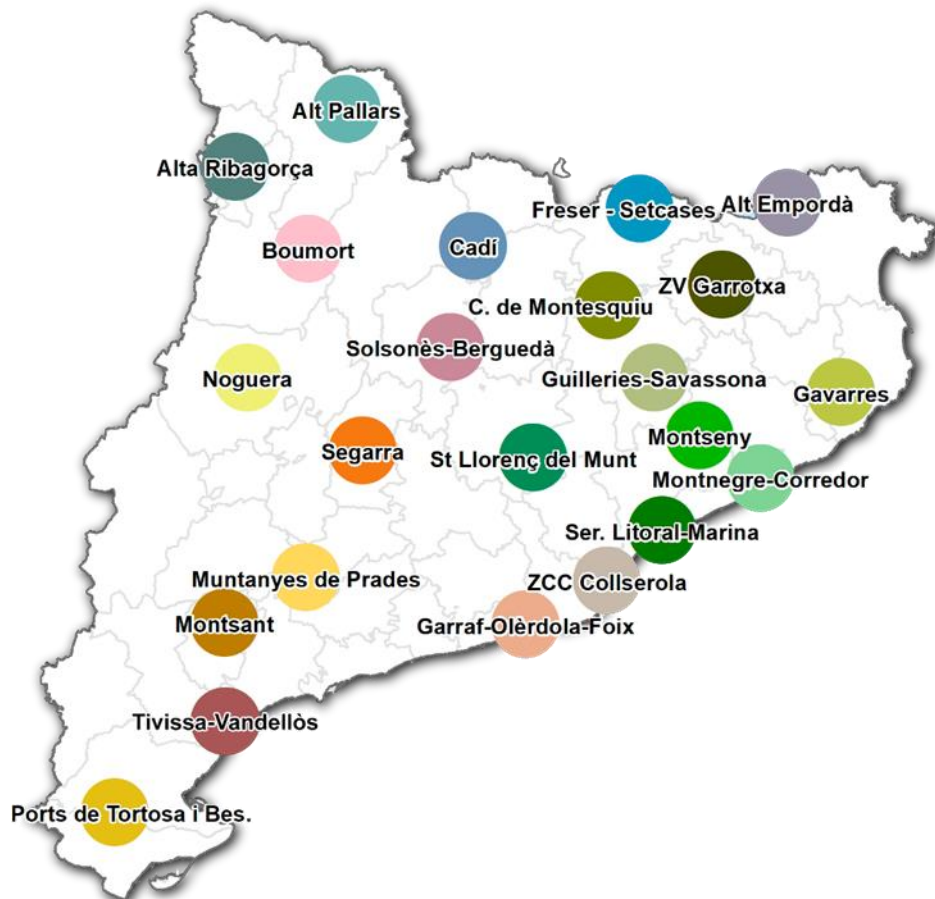 Alt Pallars
Alta Ribagorça
Freser - Setcases
Alt Empordà
Boumort
Cadí
ZV Garrotxa
C. de Montesquiu
Solsonès-Berguedà
Noguera
Guilleries-Savassona
Gavarres
Segarra
St Llorenç del Munt
Montseny
Montnegre-Corredor
Ser. Litoral-Marina
Muntanyes de Prades
ZCC Collserola
Montsant
Garraf-Olèrdola-Foix
Tivissa-Vandellòs
Ports de Tortosa i Bes.